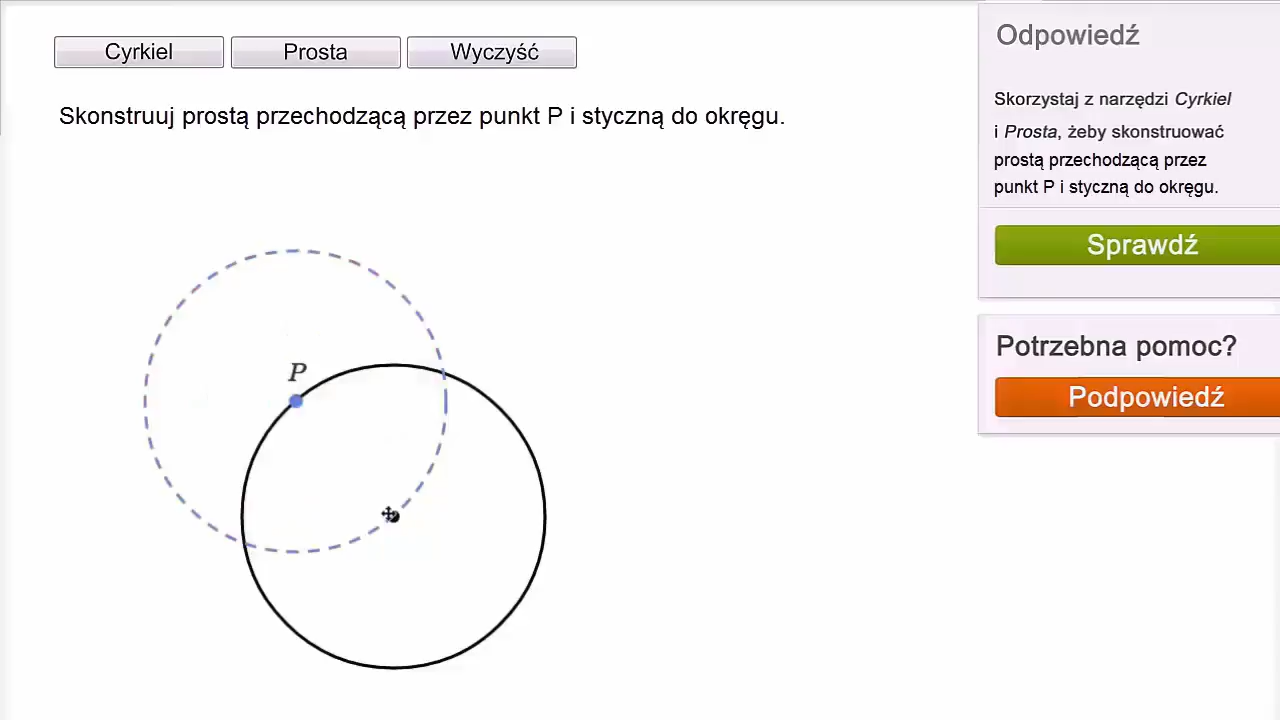 Cyrkiel Prosta Wyczyść
Skonstruuj prostą przechodzącą przez punkt P i styczną do okręgu.
P
Odpowiedź
Skorzystaj z narzędzi Cyrkiel
i Prosta, żeby skonstruować
prostą przechodzącą przez
punkt P i styczną do okręgu.
Sprawdź
Potrzebna pomoc?
Podpowiedź